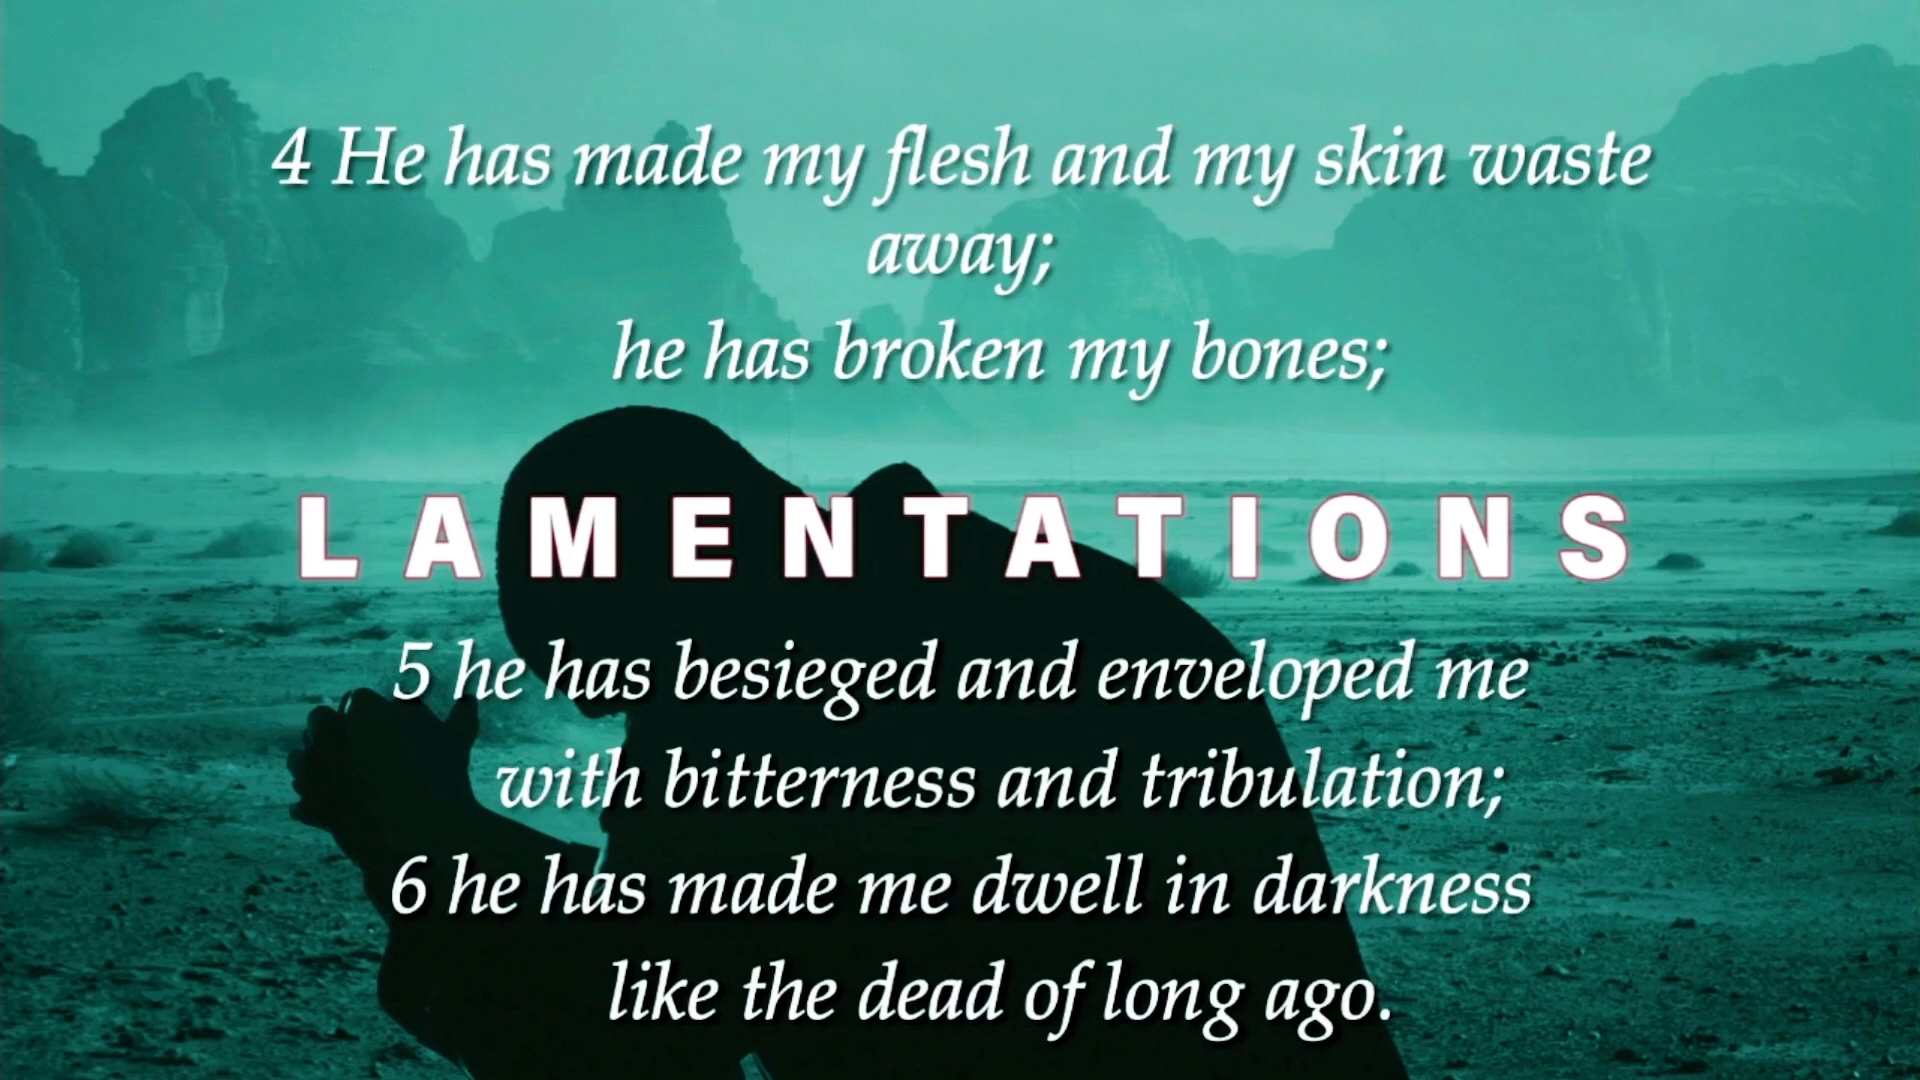 4 He has made my flesh and my skin waste
away;
he has broken my bones;
LAMENTATIONS
5 he has besieged and enveloped me
with bitterness and tribulation;
6 he has made me dwell in darkness
like the dead of long ago.